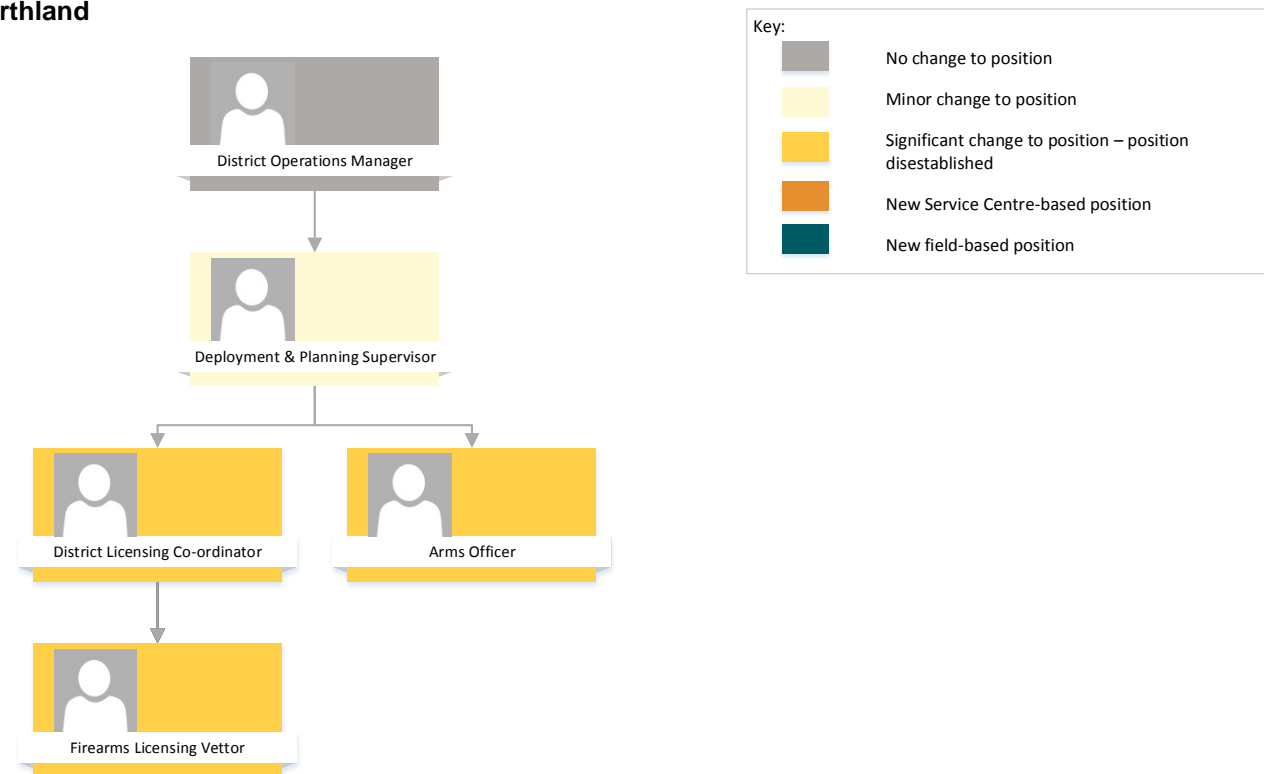 rthland
Key:
No change to position
Minor change to position
Significant change to position – position
disestablished
New Service Centre-based position
New field-based position
District Operations Manager
Deployment & Planning Supervisor
District Licensing Co-ordinator
Arms Officer
Firearms Licensing Vettor